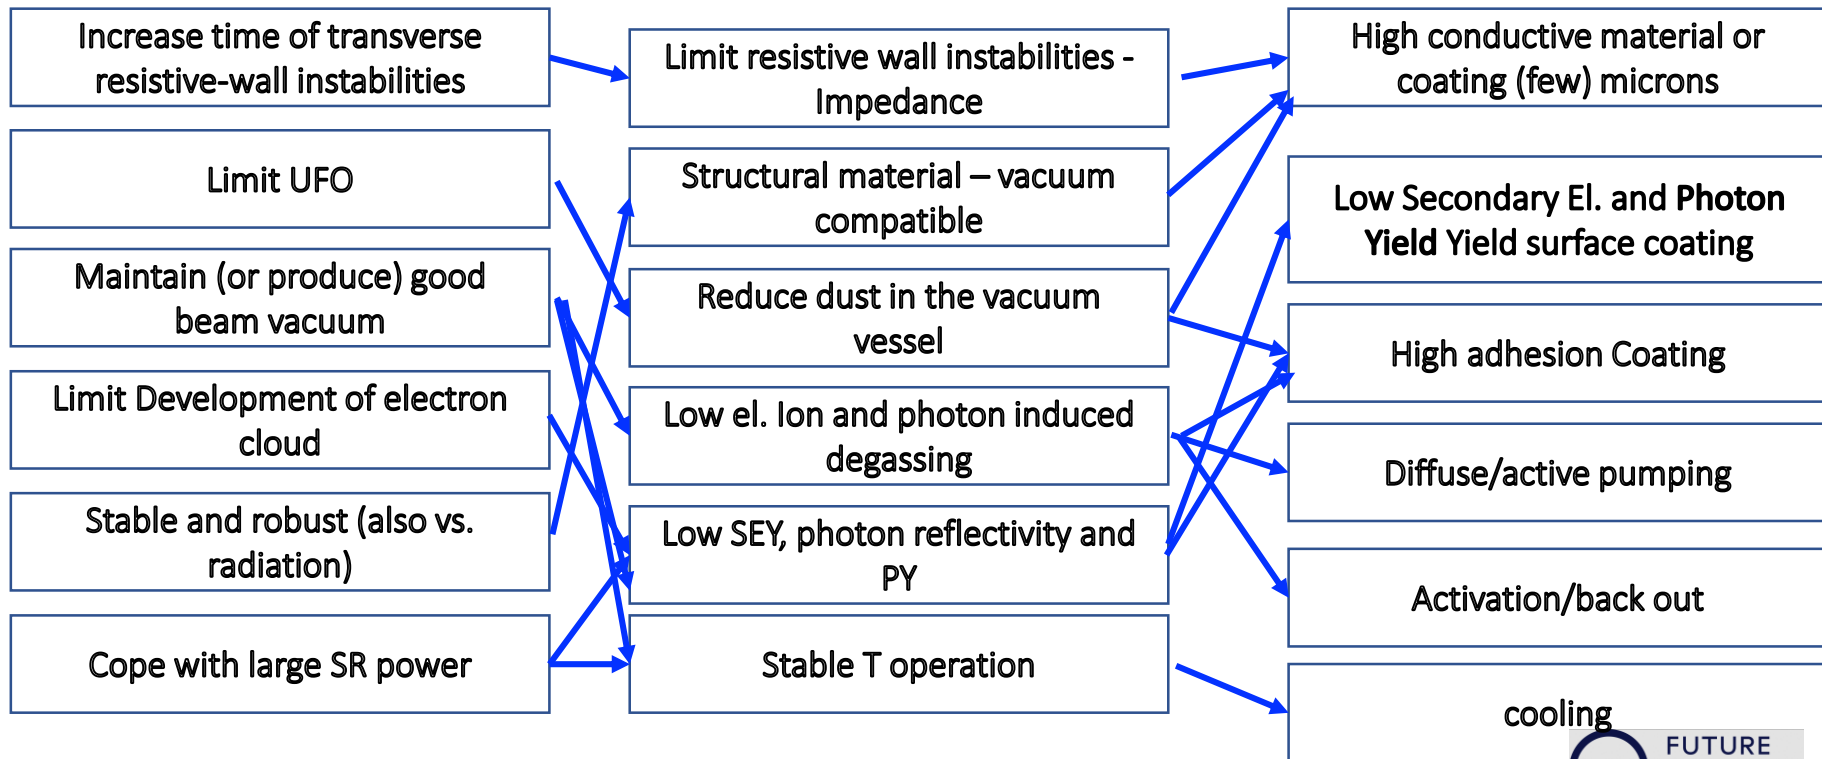 Increase time of transverse
resistive-wall instabilities
Limit UFO
Maintain (or produce) good
beam vacuum
Limit Development of electron
cloud
Stable and robust (also vs.
radiation)
Cope with large SR power
Limit resistive wall instabilities -
Impedance
Structural material – vacuum
compatible
Reduce dust in the vacuum
vessel
Low el. Ion and photon induced
degassing
Low SEY, photon reflectivity and
PY
Stable T operation
High conductive material or
coating (few) microns
Low Secondary El. and Photon
Yield Yield surface coating
High adhesion Coating
Diffuse/active pumping
Activation/back out
cooling
FUTURE